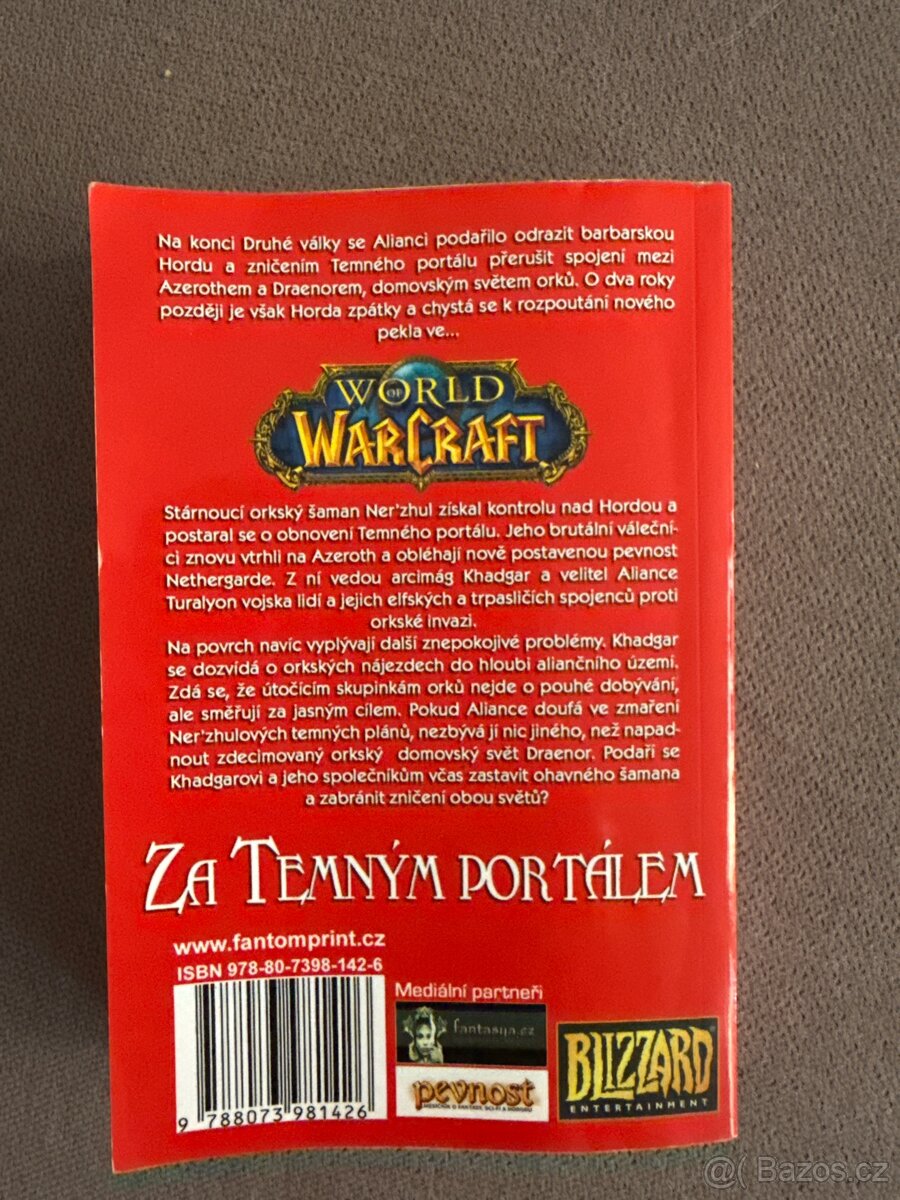 Na konci Druhé války se Alianci podařilo odrazit barbarskou
Hordu a zničením Temného portálu přerušit spojení mezi
Azerothem a Draenorem, domovským světem orků. O dva roky
později je však Horda zpátky a chystá se k rozpoutání nového
pekla ve...
WORLD
OF
WARCRAFT
Stárnoucí orkský šaman Ner'zhul získal kontrolu nad Hordou a
postaral se o obnovení Temného portálu. Jeho brutální váleční-
ci znovu vtrhli na Azeroth a obléhají nově postavenou pevnost
Nethergarde. Z ní vedou arcimág Khadgar a velitel Aliance
Turalyon vojska lidí a jejich elfských a trpasličích spojenců proti
orkské invazi.
Na povrch navíc vyplývají další znepokojivé problémy. Khadgar
se dozvídá o orkských nájezdech do hloubi aliančního území.
Zdá se, že útočícím skupinkám orků nejde o pouhé dobývání,
ale směřují za jasným cílem. Pokud Aliance doufá ve zmaření
Ner'zhulových temných plánů, nezbývá jí nic jiného, než napad-
nout zdecimovaný orkský domovský svět Draenor. Podaří se
Khadgarovi a jeho společníkům včas zastavit ohavného šamana
a zabránit zničení obou světů?
ZA TEMNÝM PORTÁLEM
www.fantomprint.cz
ISBN 978-80-7398-142-6
Mediální partneři
fantasya.cz
pevnost
MĚSÍČNÍK O FANTASY, SCI-FI A HORORU
BLIZZARD
ENTERTAINMENT
9 788073 981426
@( Bazos.cz